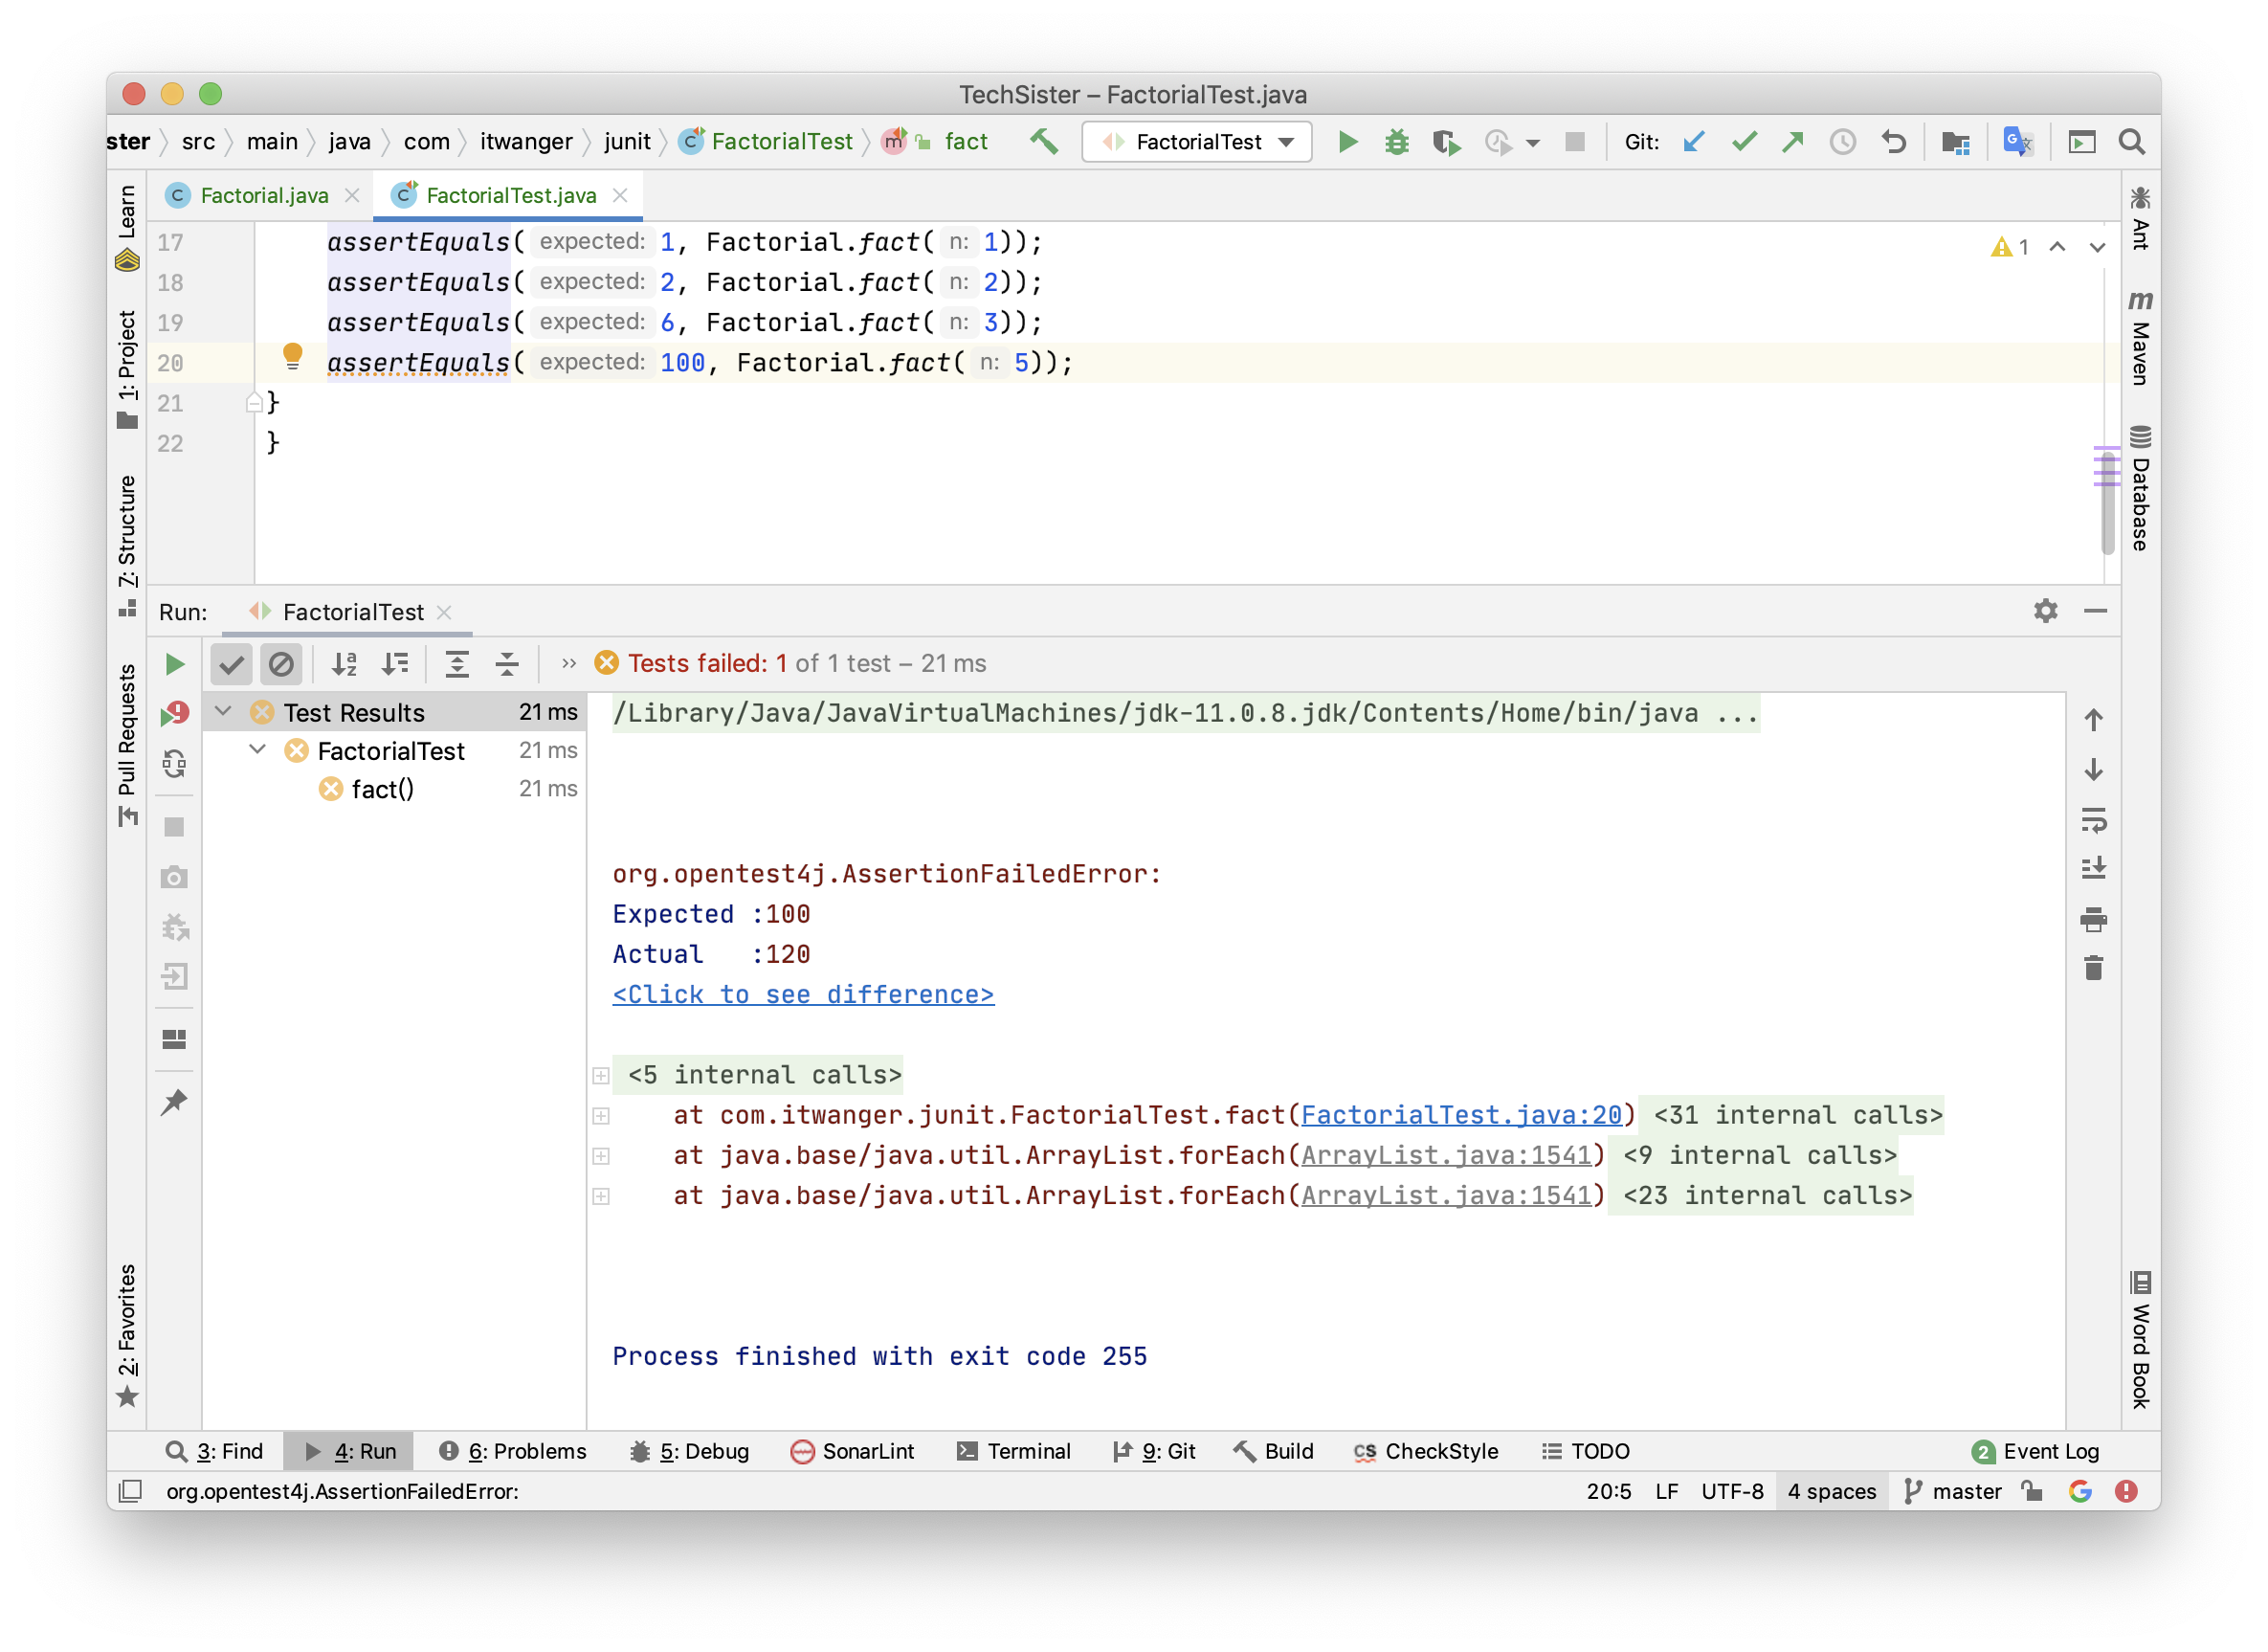 TechSister – FactorialTest.java
ster src main java com itwanger junit C FactorialTest m fact FactorialTest Git:
C Factorial.java C FactorialTest.java
17 assertEquals( expected: 1, Factorial.fact( n: 1));
18 assertEquals( expected: 2, Factorial.fact( n: 2));
19 assertEquals( expected: 6, Factorial.fact( n: 3));
20 assertEquals( expected: 100, Factorial.fact( n: 5));
21 }
22 }
1
Learn
1: Project
7: Structure
Pull Requests
2: Favorites
Ant
m Maven
Database
Word Book
Run: FactorialTest
» Tests failed: 1 of 1 test – 21 ms
Test Results 21 ms
FactorialTest 21 ms
fact() 21 ms
/Library/Java/JavaVirtualMachines/jdk-11.0.8.jdk/Contents/Home/bin/java ...
org.opentest4j.AssertionFailedError:
Expected :100
Actual   :120
<Click to see difference>
<5 internal calls>
at com.itwanger.junit.FactorialTest.fact(FactorialTest.java:20) <31 internal calls>
at java.base/java.util.ArrayList.forEach(ArrayList.java:1541) <9 internal calls>
at java.base/java.util.ArrayList.forEach(ArrayList.java:1541) <23 internal calls>
Process finished with exit code 255
3: Find 4: Run 6: Problems 5: Debug SonarLint Terminal 9: Git Build CS CheckStyle TODO 2 Event Log
org.opentest4j.AssertionFailedError: 20:5 LF UTF-8 4 spaces master